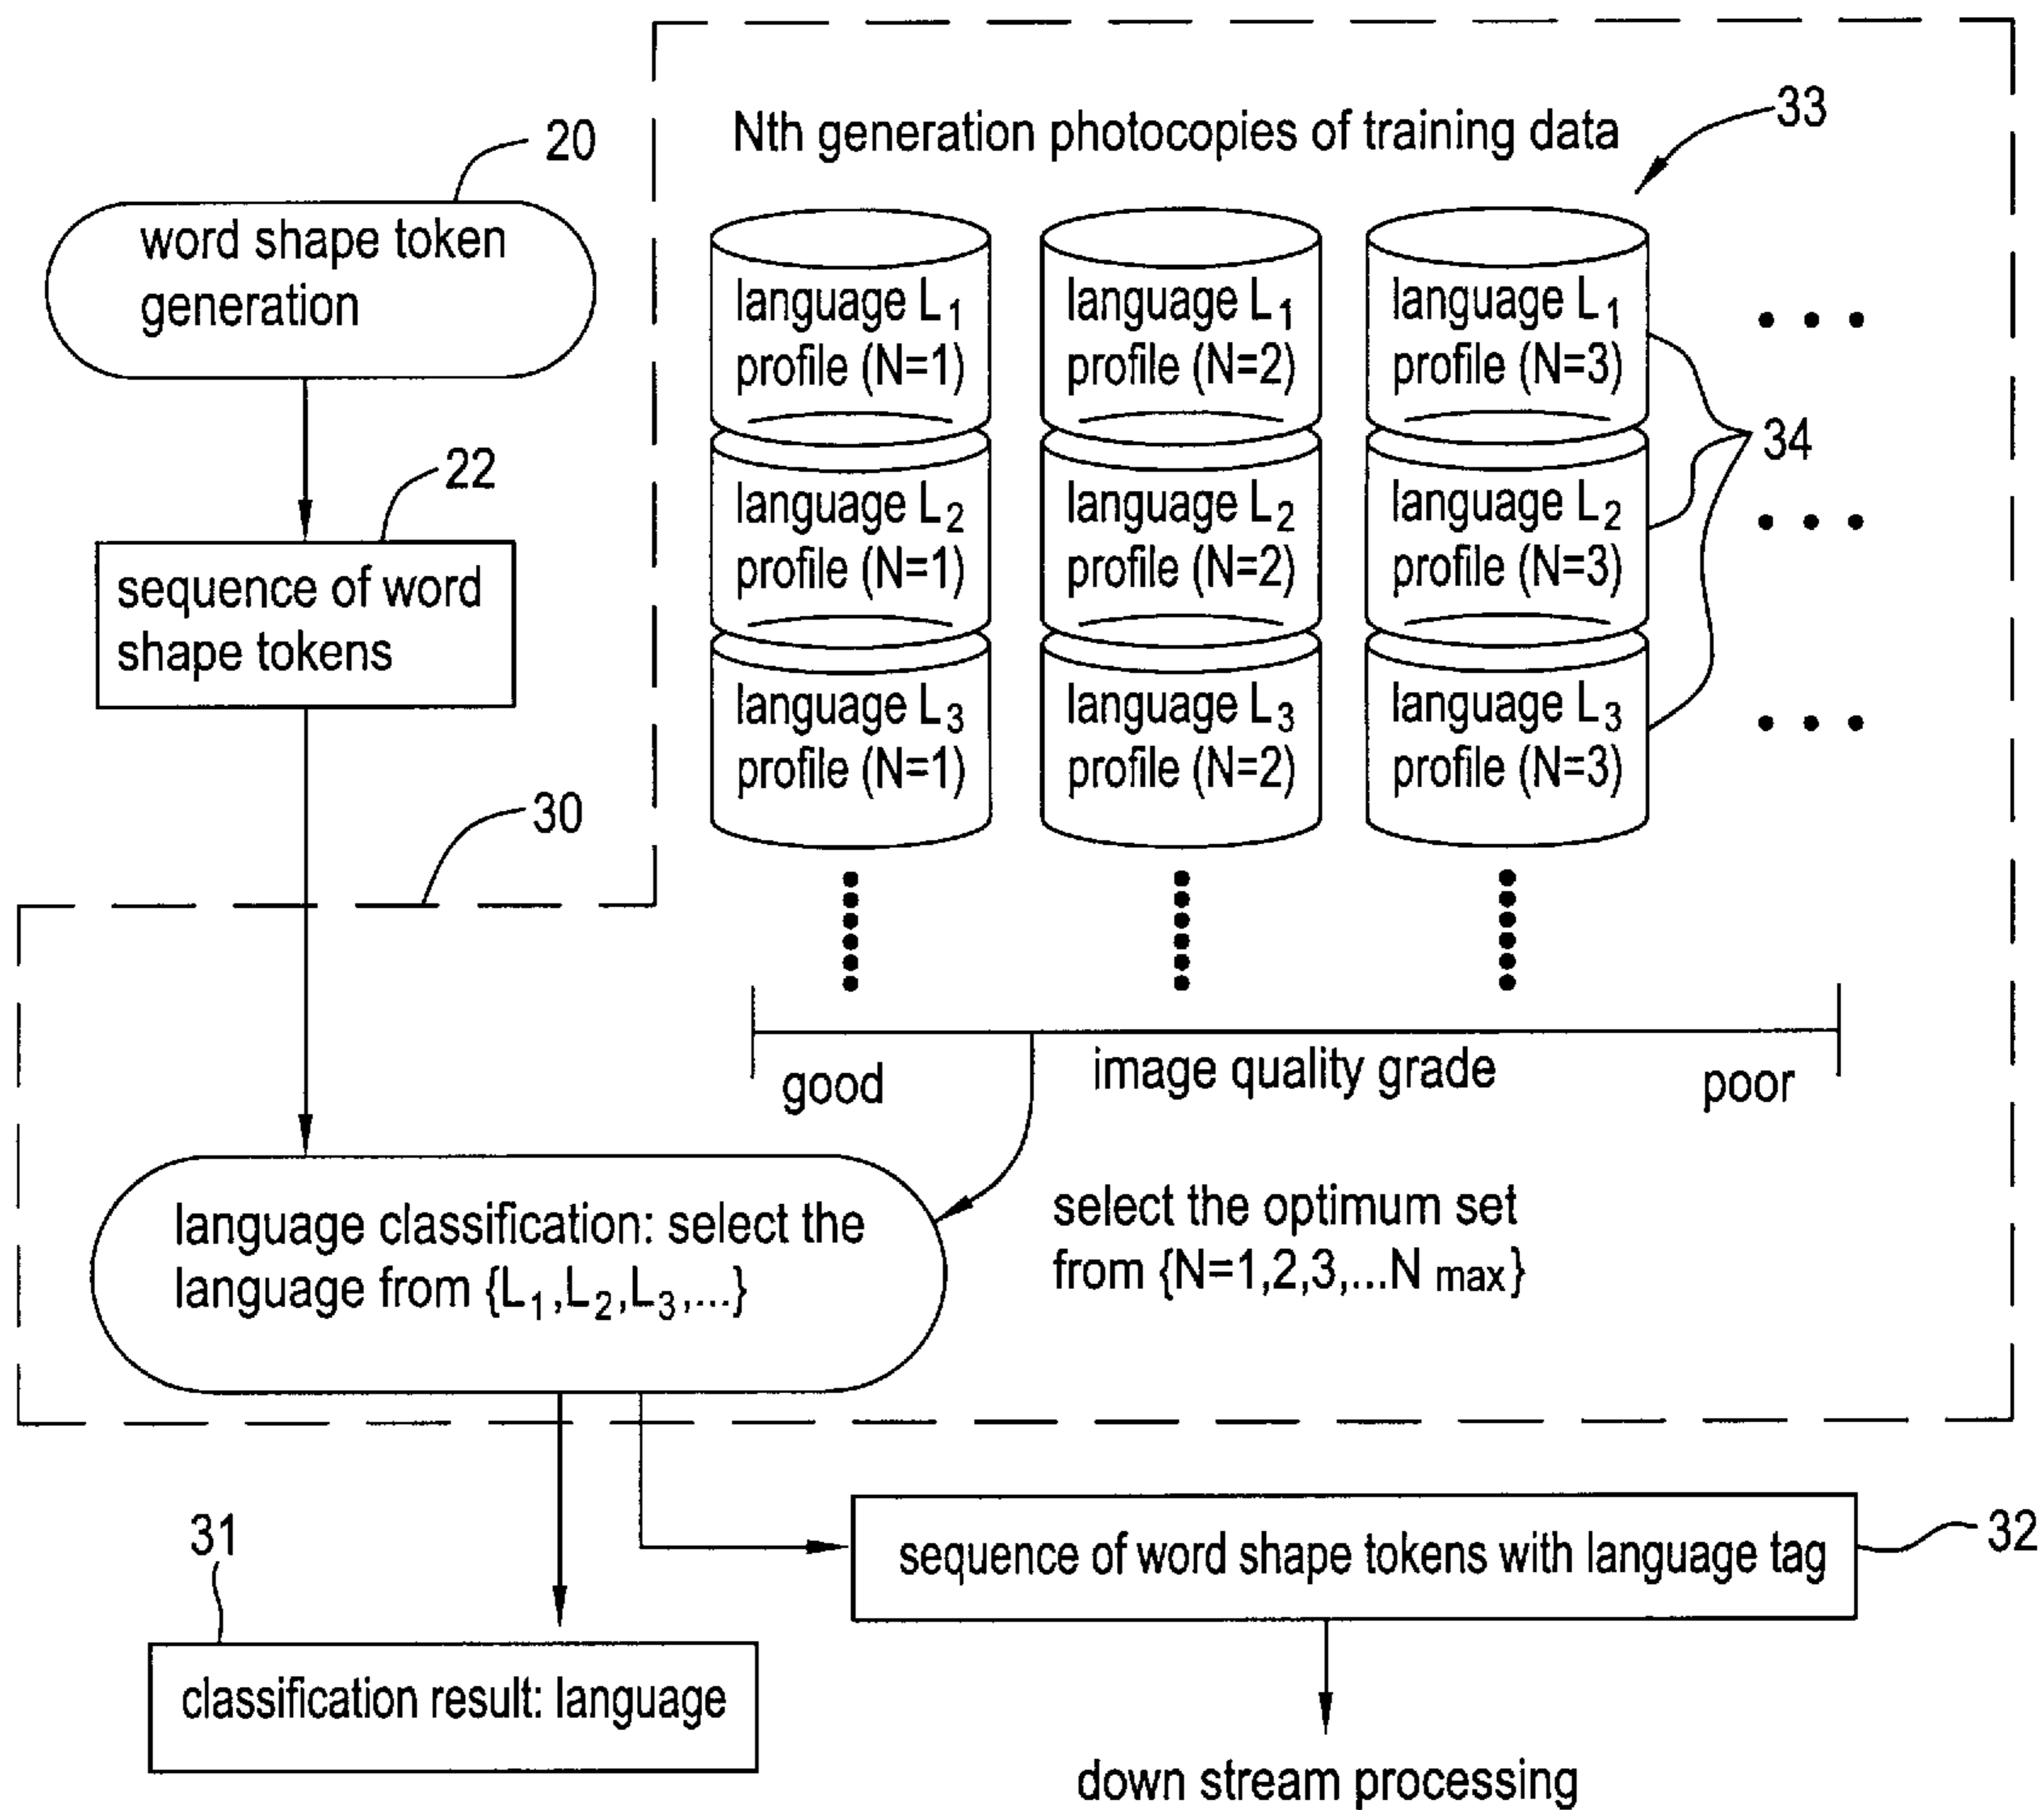 Nth generation photocopies of training data
33
20
word shape token
generation
language L₁
profile (N=1)
language L₁
profile (N=2)
language L₁
profile (N=3)
34
22
sequence of word
shape tokens
language L₂
profile (N=1)
language L₂
profile (N=2)
language L₂
profile (N=3)
language L₃
profile (N=1)
language L₃
profile (N=2)
language L₃
profile (N=3)
30
good
image quality grade
poor
language classification: select the
language from {L₁,L₂,L₃,...}
select the optimum set
from {N=1,2,3,...N max}
31
classification result: language
sequence of word shape tokens with language tag
32
down stream processing